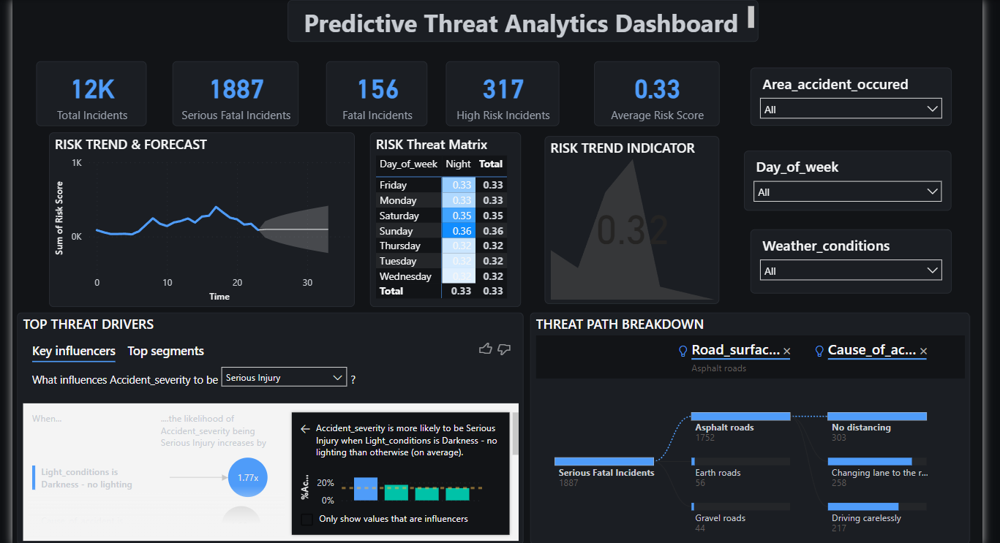 Predictive Threat Analytics Dashboard
12K
Total Incidents
1887
Serious Fatal Incidents
156
Fatal Incidents
317
High Risk Incidents
0.33
Average Risk Score
Area_accident_occured
All
Day_of_week
All
Weather_conditions
All
RISK TREND & FORECAST
1K
0K
Sum of Risk Score
0 10 20 30
Time
RISK Threat Matrix
Day_of_week Night Total
Friday 0.33 0.33
Monday 0.33 0.33
Saturday 0.35 0.35
Sunday 0.36 0.36
Thursday 0.32 0.32
Tuesday 0.32 0.32
Wednesday 0.32 0.32
Total 0.33 0.33
RISK TREND INDICATOR
0.32
TOP THREAT DRIVERS
Key influencers Top segments
What influences Accident_severity to be Serious Injury ?
When...
....the likelihood of
Accident_severity being
Serious Injury increases by
Light_conditions is
Darkness - no lighting
1.77x
Accident_severity is more likely to be Serious
Injury when Light_conditions is Darkness - no
lighting than otherwise (on average).
%Ac...
20%
0%
Only show values that are influencers
THREAT PATH BREAKDOWN
Road_surfac... Cause_of_ac...
Asphalt roads
Serious Fatal Incidents
1887
Asphalt roads
1752
Earth roads
56
Gravel roads
44
No distancing
303
Changing lane to the r...
258
Driving carelessly
217